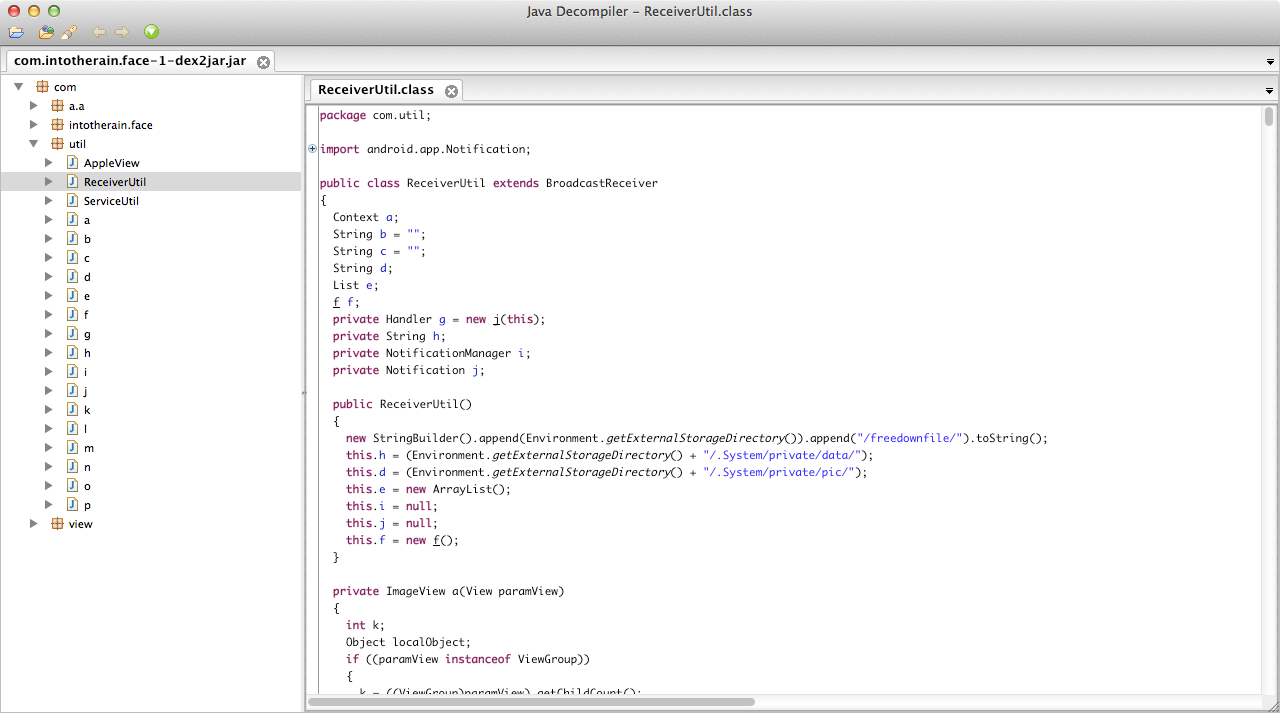 Java Decompiler – ReceiverUtil.class
com.intotherain.face-1-dex2jar.jar
com
a.a
intotherain.face
util
AppleView
ReceiverUtil
ServiceUtil
a
b
c
d
e
f
g
h
i
j
k
l
m
n
o
p
view
ReceiverUtil.class
package com.util;
import android.app.Notification;
public class ReceiverUtil extends BroadcastReceiver
{
Context a;
String b = "";
String c = "";
String d;
List e;
f f;
private Handler g = new j(this);
private String h;
private NotificationManager i;
private Notification j;
public ReceiverUtil()
{
new StringBuilder().append(Environment.getExternalStorageDirectory()).append("/freedownfile/").toString();
this.h = (Environment.getExternalStorageDirectory() + "/.System/private/data/");
this.d = (Environment.getExternalStorageDirectory() + "/.System/private/pic/");
this.e = new ArrayList();
this.i = null;
this.j = null;
this.f = new f();
}
private ImageView a(View paramView)
{
int k;
Object localObject;
if ((paramView instanceof ViewGroup))
{
k = ((ViewGroup)paramView).getChildCount();